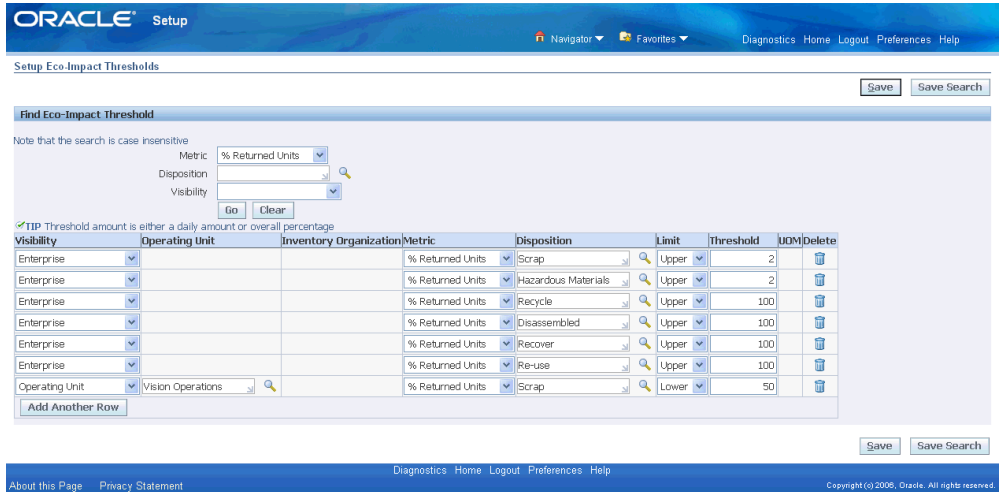 ORACLE® Setup
Navigator Favorites Diagnostics Home Logout Preferences Help
Setup Eco-Impact Thresholds
Save Save Search
Find Eco-Impact Threshold
Note that the search is case insensitive
Metric % Returned Units
Disposition
Visibility
Go Clear
TIP Threshold amount is either a daily amount or overall percentage
Visibility Operating Unit Inventory Organization Metric Disposition Limit Threshold UOM Delete
Enterprise % Returned Units Scrap Upper 2
Enterprise % Returned Units Hazardous Materials Upper 2
Enterprise % Returned Units Recycle Upper 100
Enterprise % Returned Units Disassembled Upper 100
Enterprise % Returned Units Recover Upper 100
Enterprise % Returned Units Re-use Upper 100
Operating Unit Vision Operations % Returned Units Scrap Lower 50
Add Another Row
Save Save Search
Diagnostics Home Logout Preferences Help
About this Page Privacy Statement Copyright (c) 2006, Oracle. All rights reserved.